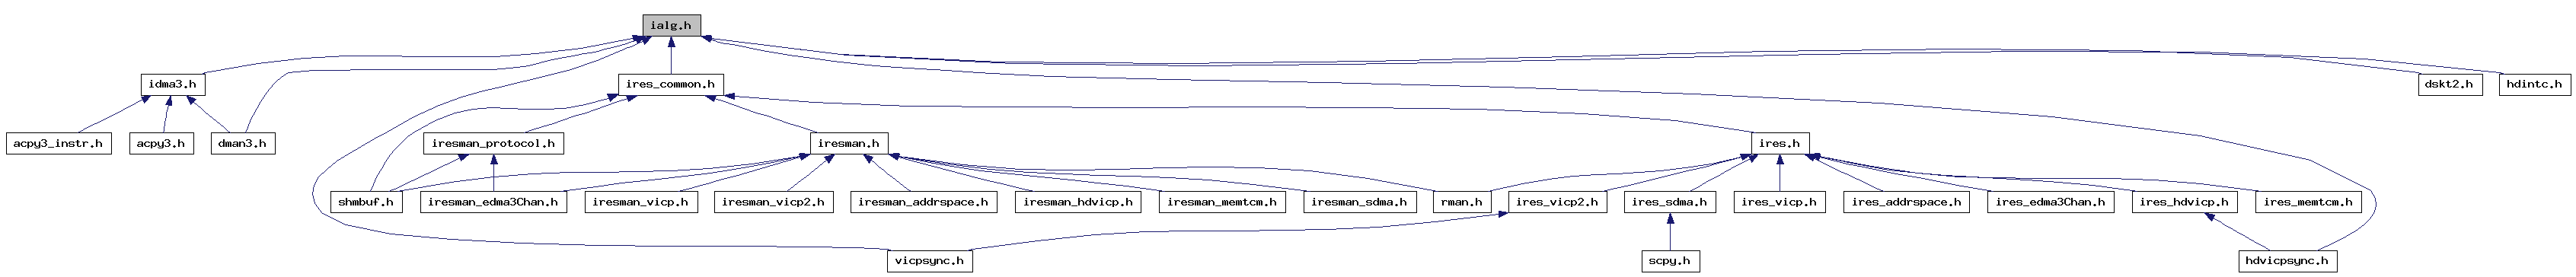 ialg.h
idma3.h
ires_common.h
dskt2.h
hdintc.h
acpy3_instr.h
acpy3.h
dman3.h
iresman_protocol.h
iresman.h
ires.h
shmbuf.h
iresman_edma3Chan.h
iresman_vicp.h
iresman_vicp2.h
iresman_addrspace.h
iresman_hdvicp.h
iresman_memtcm.h
iresman_sdma.h
rman.h
ires_vicp2.h
ires_sdma.h
ires_vicp.h
ires_addrspace.h
ires_edma3Chan.h
ires_hdvicp.h
ires_memtcm.h
vicpsync.h
scpy.h
hdvicpsync.h